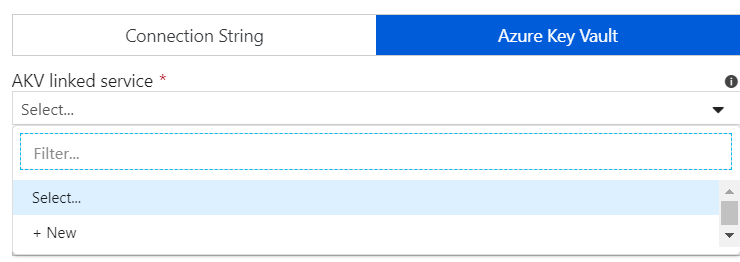 Connection String
Azure Key Vault
AKV linked service *
Select...
Filter...
Select...
+ New